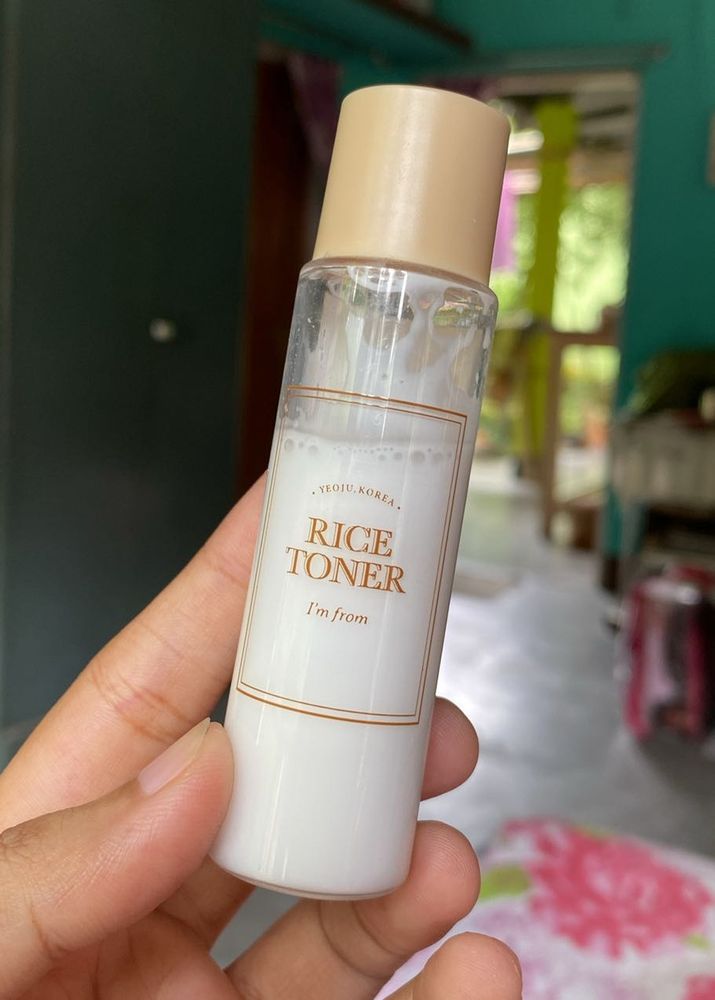 • YEOJU, KOREA •
RICE
TONER
I'm from